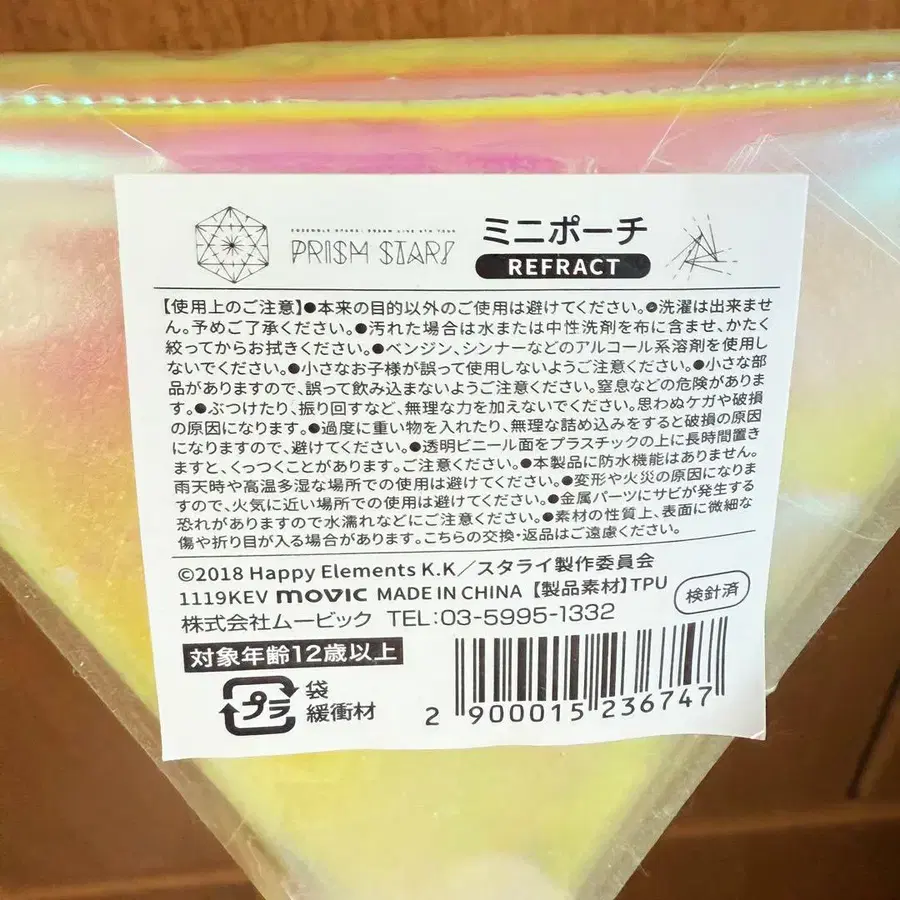 ENSEMBLE STARS! DREAM LIVE 4TH TOUR
PRISM STAR!
ミニポーチ
REFRACT
【使用上のご注意】●本来の目的以外のご使用は避けてください。●洗濯は出来ませ
ん。予めご了承ください。●汚れた場合は水または中性洗剤を布に含ませ、かたく
絞ってからお拭きください。●ベンジン、シンナーなどのアルコール系溶剤を使用し
ないでください。●小さなお子様が誤って使用しないようご注意ください。●小さな部
品がありますので、誤って飲み込まないようご注意ください。窒息などの危険がありま
す。●ぶつけたり、振り回すなど、無理な力を加えないでください。思わぬケガや破損
の原因になります。●過度に重い物を入れたり、無理な詰め込みをすると破損の原因
になりますので、避けてください。●透明ビニール面をプラスチックの上に長時間置き
ますと、くっつくことがあります。ご注意ください。●本製品に防水機能はありません。
雨天時や高温多湿な場所での使用は避けてください。●変形や火災の原因になりま
すので、火気に近い場所での使用は避けてください。●金属パーツにサビが発生する
恐れがありますので水濡れなどにご注意ください。●素材の性質上、表面に微細な
傷や折り目が入る場合があります。こちらの交換・返品はご遠慮ください。
©2018 Happy Elements K.K／スタライ製作委員会
1119KEV movic MADE IN CHINA 【製品素材】TPU
検針済
株式会社ムービック TEL:03-5995-1332
対象年齢12歳以上
プラ
袋
緩衝材
2 900015 236747